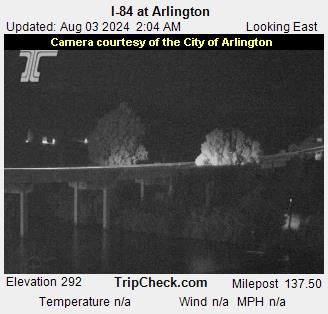 I-84 at Arlington
Updated: Aug 03 2024 2:04 AM Looking East
Camera courtesy of the City of Arlington
Elevation 292 TripCheck.com Milepost 137.50
Temperature n/a Wind n/a MPH n/a